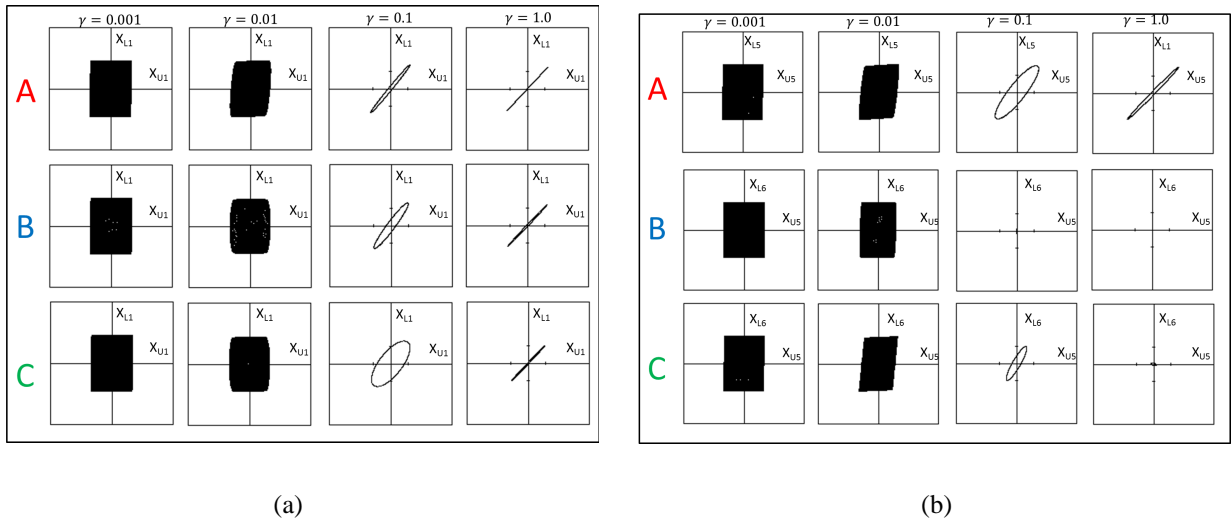 γ = 0.001 γ = 0.01 γ = 0.1 γ = 1.0
A X_L1 X_U1 X_L1 X_U1 X_L1 X_U1 X_L1 X_U1
B X_L1 X_U1 X_L1 X_U1 X_L1 X_U1 X_L1 X_U1
C X_L1 X_U1 X_L1 X_U1 X_L1 X_U1 X_L1 X_U1
(a)
γ = 0.001 γ = 0.01 γ = 0.1 γ = 1.0
A X_L5 X_U5 X_L5 X_U5 X_L5 X_U5 X_L1 X_U5
B X_L6 X_U5 X_L6 X_U5 X_L6 X_U5 X_L6 X_U5
C X_L6 X_U5 X_L6 X_U5 X_L6 X_U5 X_L6 X_U5
(b)